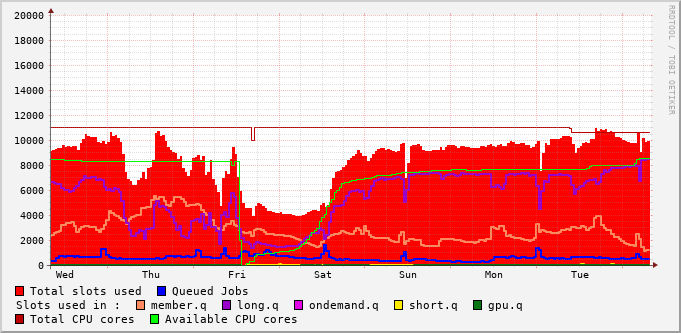 20000
18000
16000
14000
12000
10000
8000
6000
4000
2000
0
Wed Thu Fri Sat Sun Mon Tue
RRDTOOL / TOBI OETIKER
Total slots used Queued Jobs
Slots used in : member.q long.q ondemand.q short.q gpu.q
Total CPU cores Available CPU cores